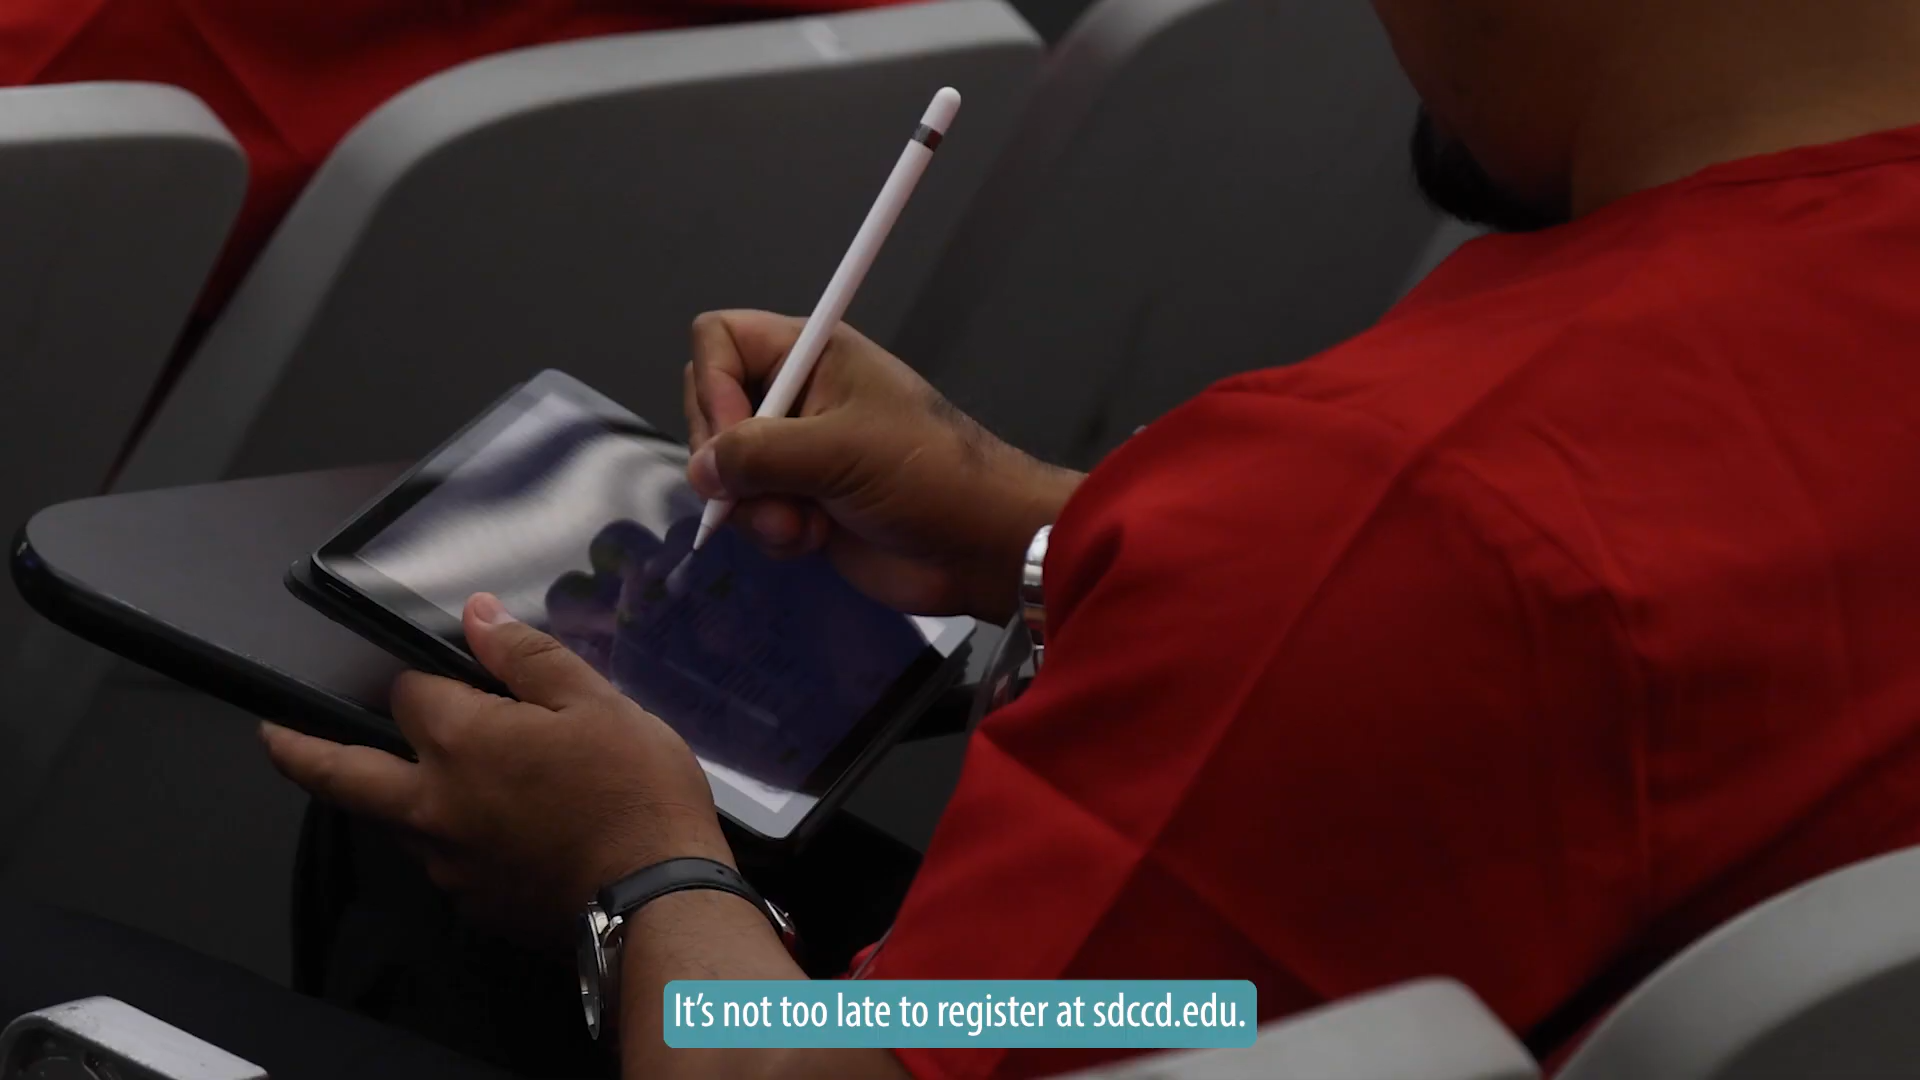 It's not too late to register at sdccd.edu.